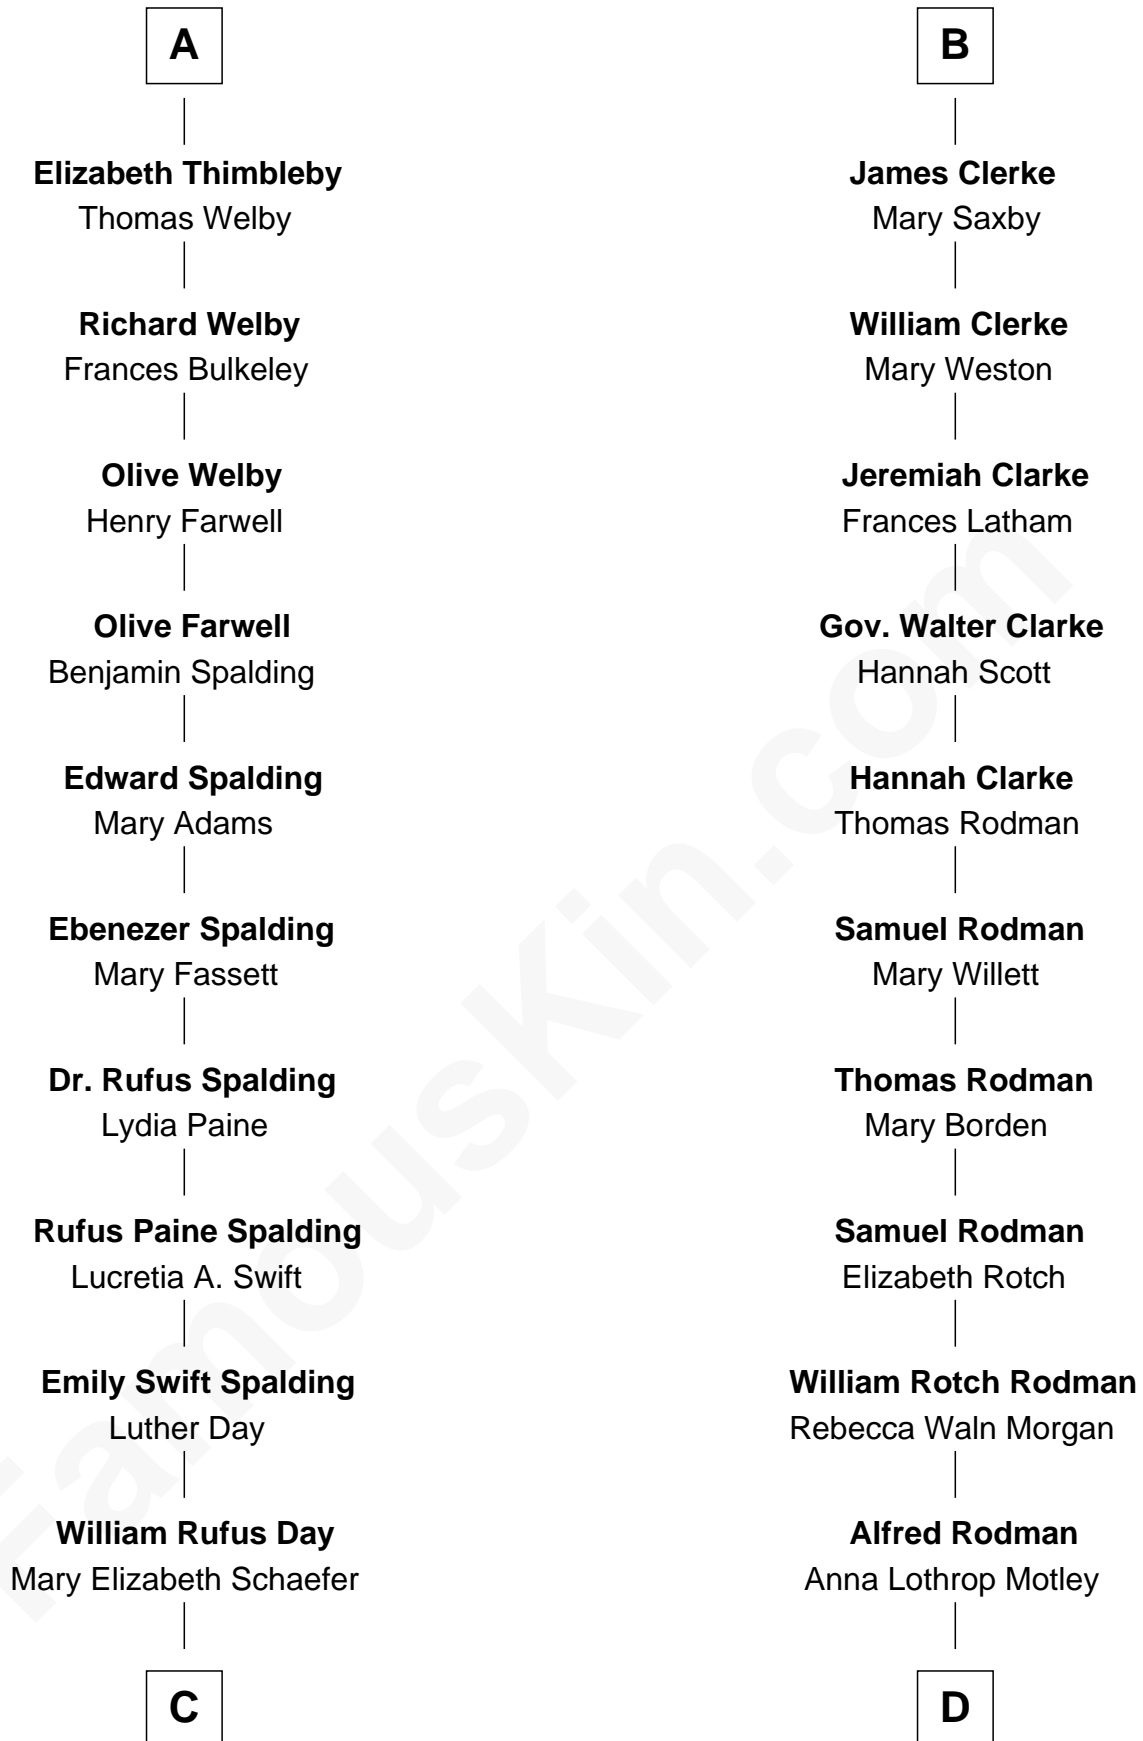 A
Elizabeth Thimbleby
Thomas Welby
Richard Welby
Frances Bulkeley
Olive Welby
Henry Farwell
Olive Farwell
Benjamin Spalding
Edward Spalding
Mary Adams
Ebenezer Spalding
Mary Fassett
Dr. Rufus Spalding
Lydia Paine
Rufus Paine Spalding
Lucretia A. Swift
Emily Swift Spalding
Luther Day
William Rufus Day
Mary Elizabeth Schaefer
C
B
James Clerke
Mary Saxby
William Clerke
Mary Weston
Jeremiah Clarke
Frances Latham
Gov. Walter Clarke
Hannah Scott
Hannah Clarke
Thomas Rodman
Samuel Rodman
Mary Willett
Thomas Rodman
Mary Borden
Samuel Rodman
Elizabeth Rotch
William Rotch Rodman
Rebecca Waln Morgan
Alfred Rodman
Anna Lothrop Motley
D
FamousKin.com